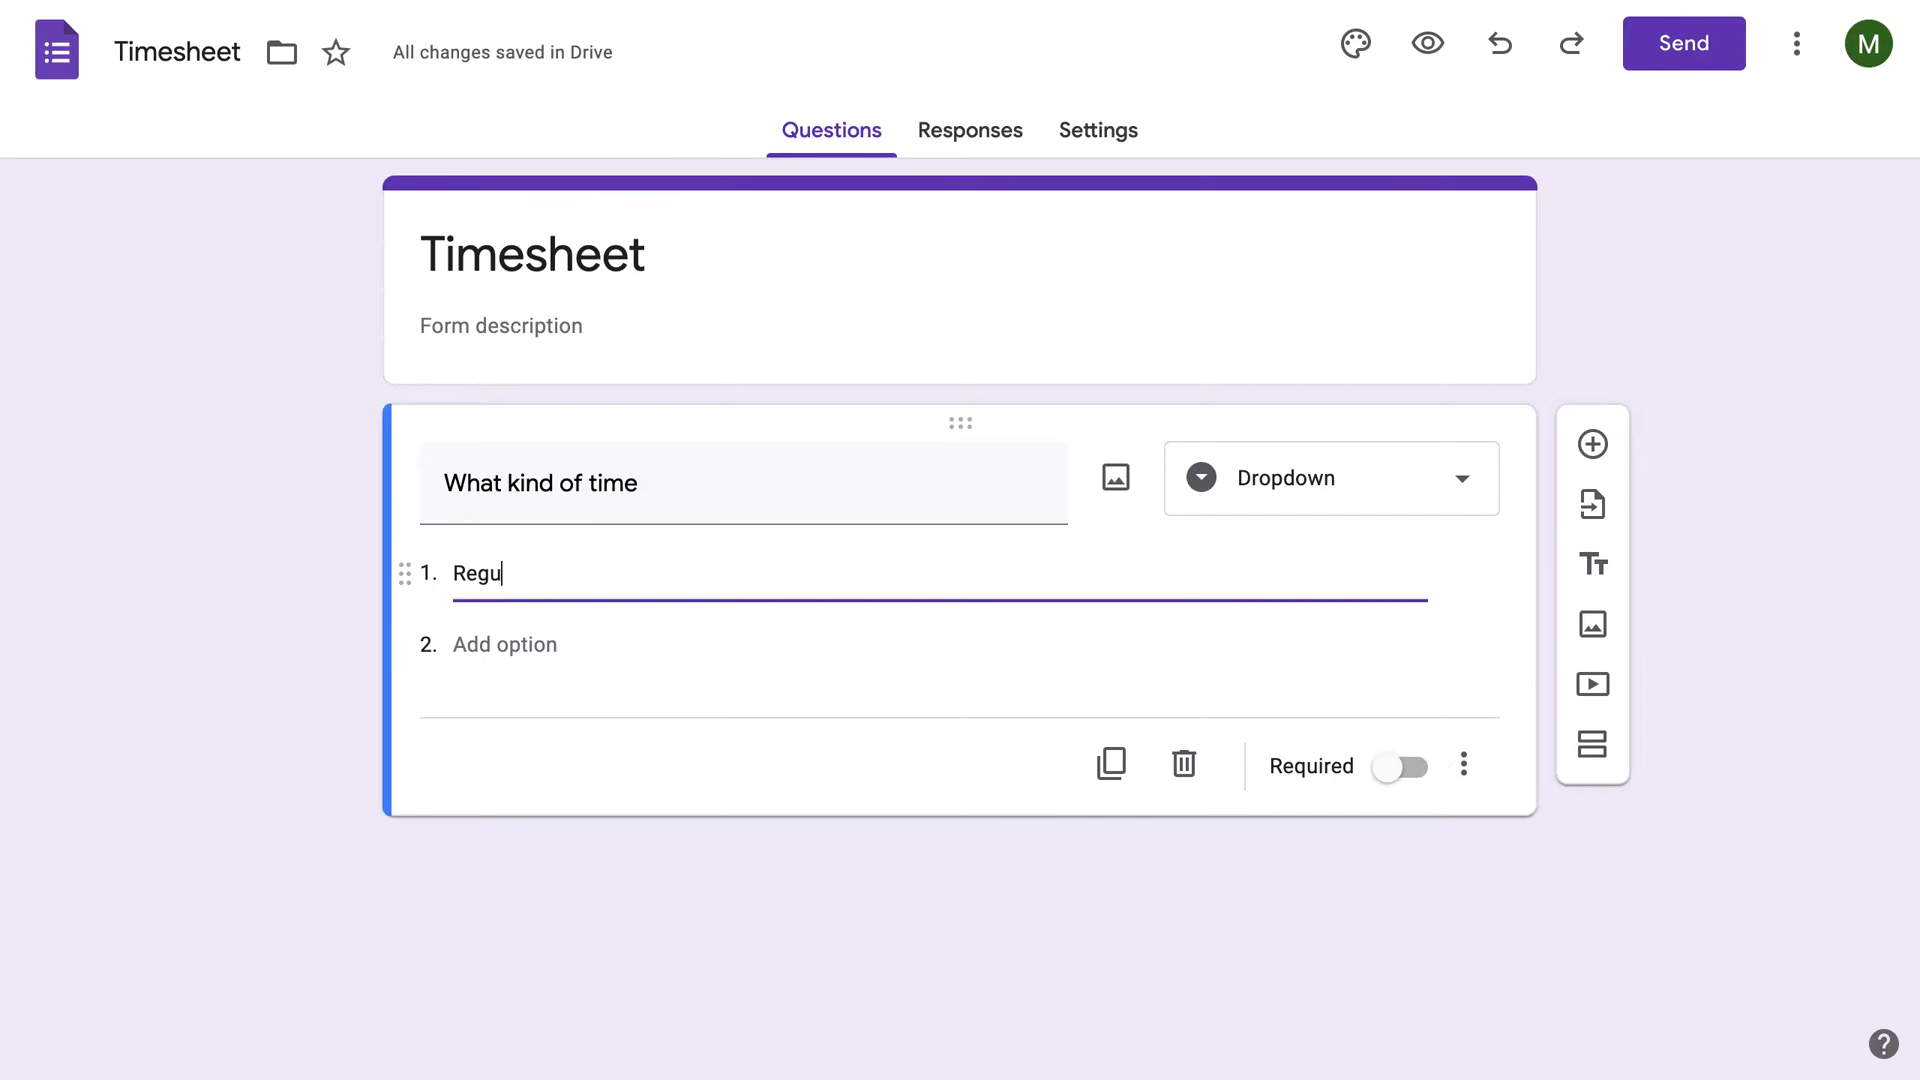 Timesheet
All changes saved in Drive
Send
M
Questions
Responses
Settings
Timesheet
Form description
What kind of time
Dropdown
1. Regu
2. Add option
Required